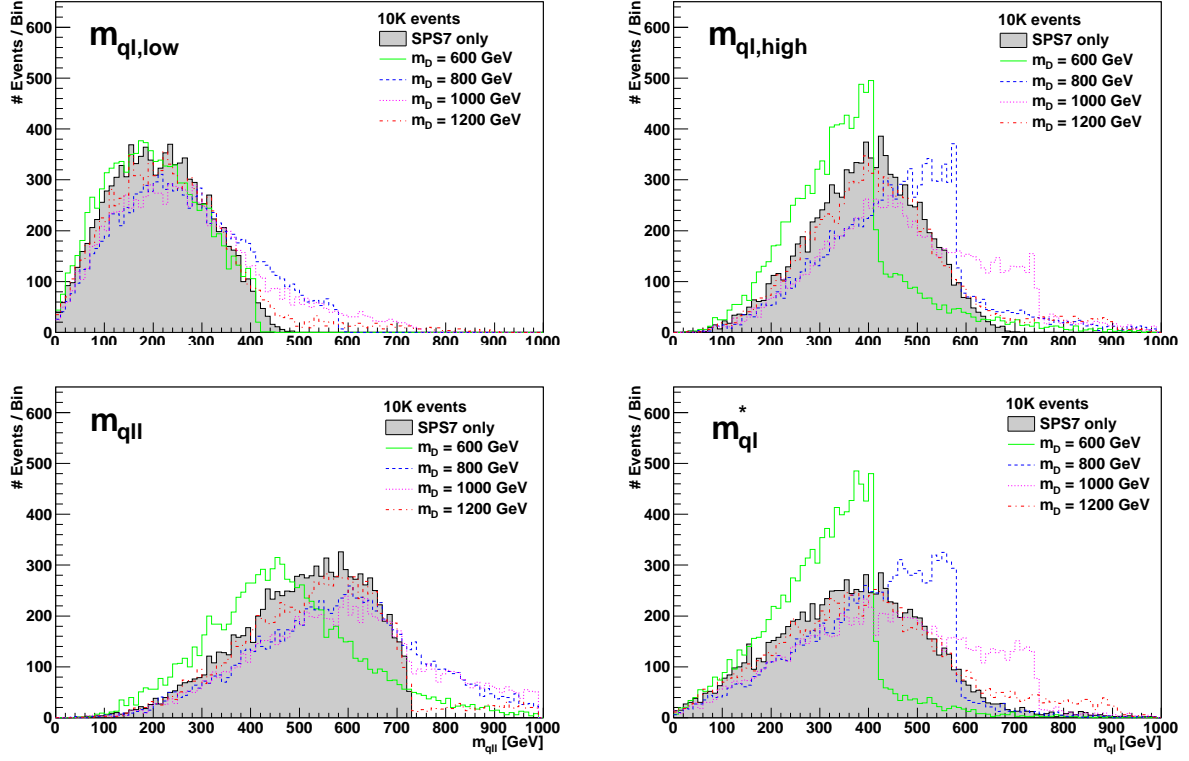 # Events / Bin
600
500
400
300
200
100
0
m_ql,low
10K events
SPS7 only
m_D = 600 GeV
m_D = 800 GeV
m_D = 1000 GeV
m_D = 1200 GeV
0 100 200 300 400 500 600 700 800 900 1000
# Events / Bin
600
500
400
300
200
100
0
m_ql,high
10K events
SPS7 only
m_D = 600 GeV
m_D = 800 GeV
m_D = 1000 GeV
m_D = 1200 GeV
0 100 200 300 400 500 600 700 800 900 1000
# Events / Bin
600
500
400
300
200
100
0
m_qll
10K events
SPS7 only
m_D = 600 GeV
m_D = 800 GeV
m_D = 1000 GeV
m_D = 1200 GeV
0 100 200 300 400 500 600 700 800 900 1000
m_qll [GeV]
# Events / Bin
600
500
400
300
200
100
0
m*_ql
10K events
SPS7 only
m_D = 600 GeV
m_D = 800 GeV
m_D = 1000 GeV
m_D = 1200 GeV
0 100 200 300 400 500 600 700 800 900 1000
m_ql [GeV]